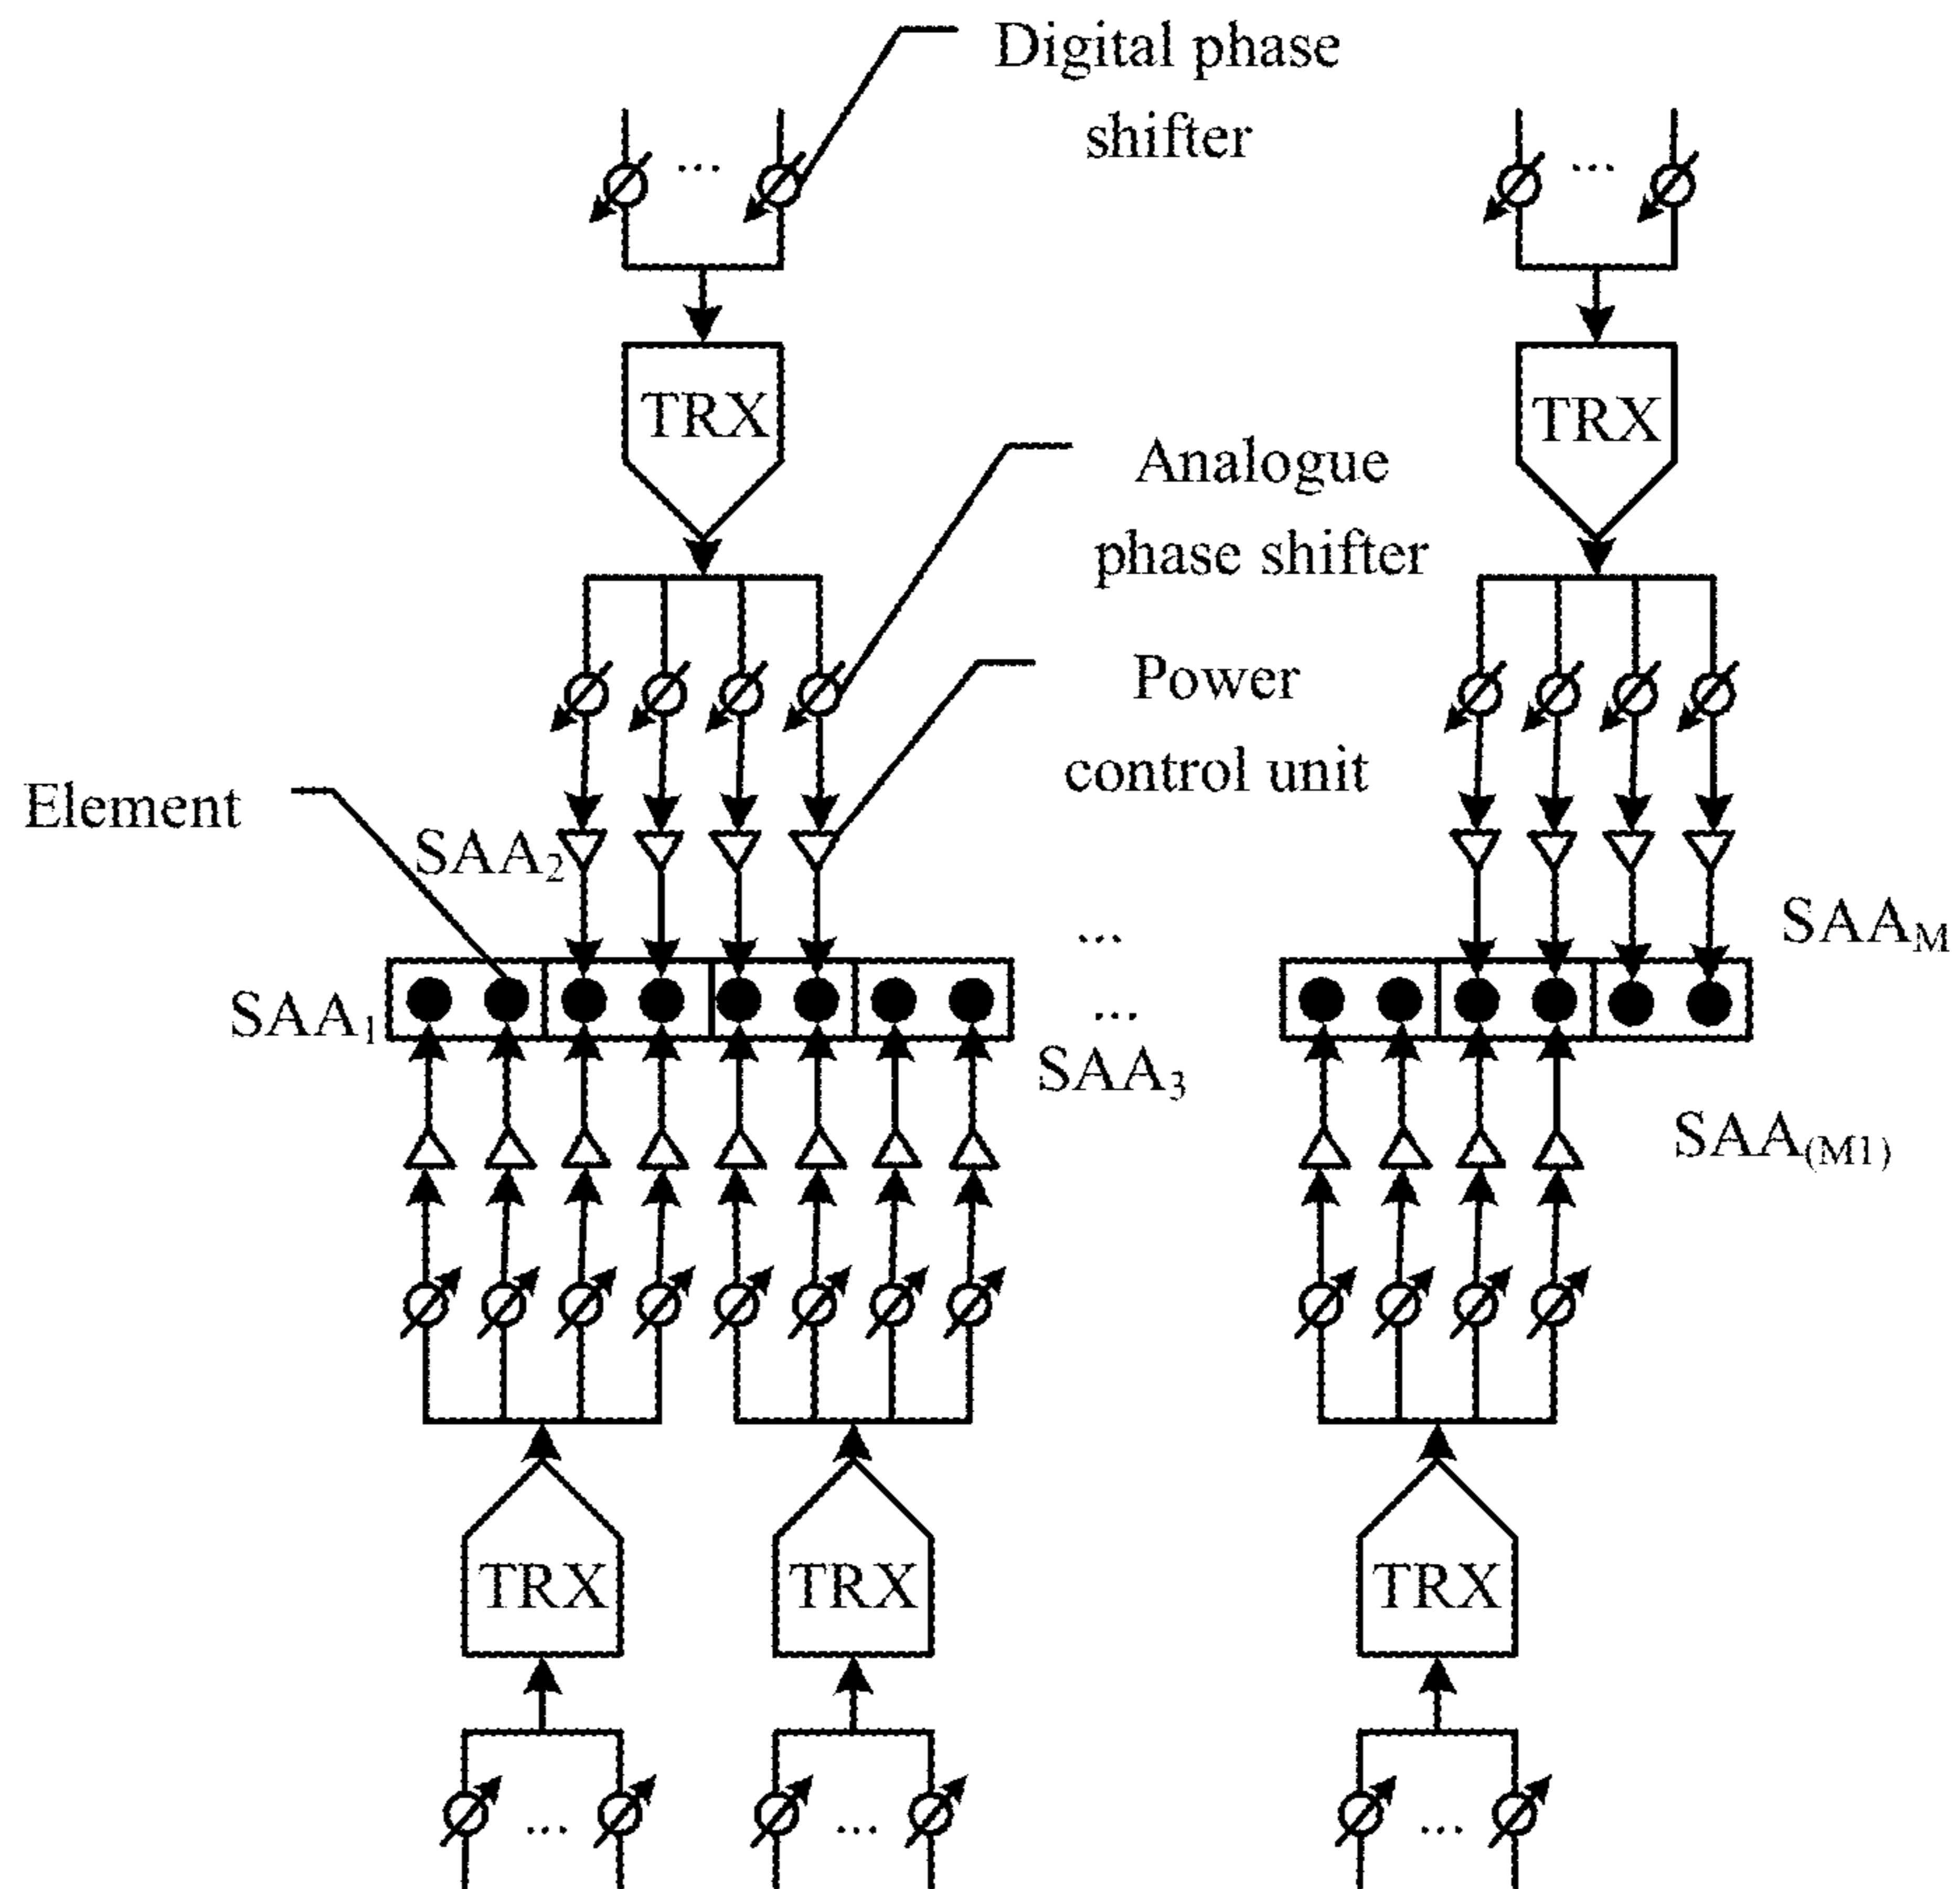 Digital phase
shifter
...
...
TRX
TRX
Analogue
phase shifter
Power
control unit
Element
SAA2
...
SAAM
SAA1
...
SAA3
SAA(M1)
TRX
TRX
TRX
...
...
...